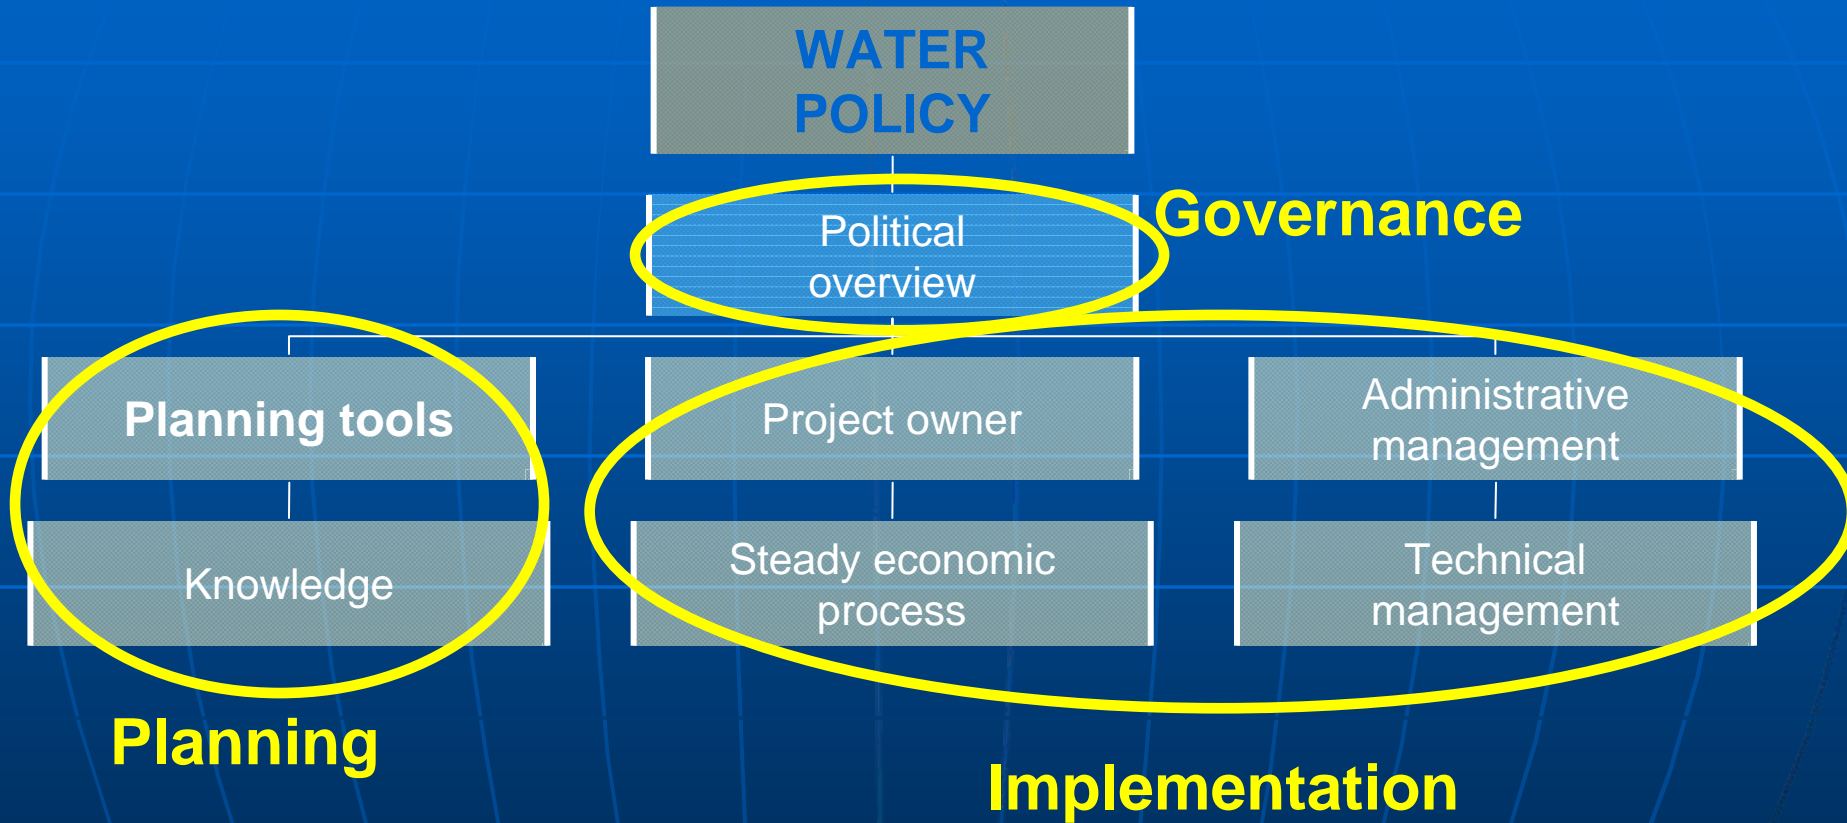 WATER
POLICY
Political
overview
Governance
Planning tools
Project owner
Administrative
management
Knowledge
Steady economic
process
Technical
management
Planning
Implementation